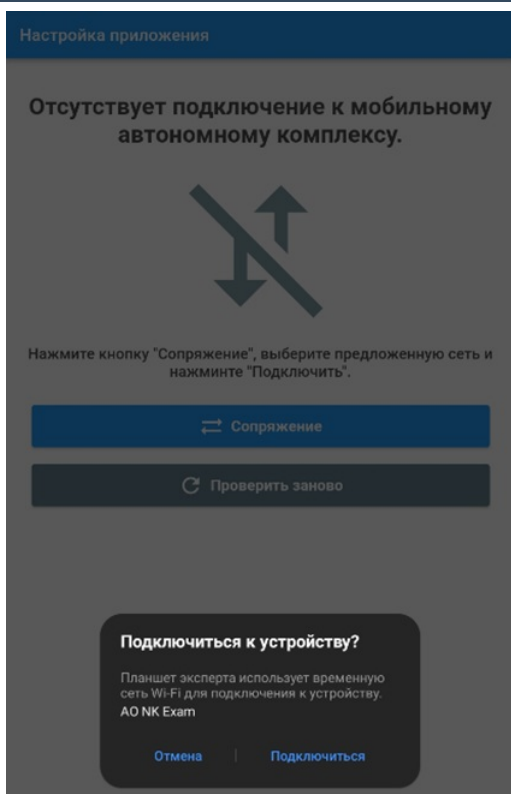 Настройка приложения
Отсутствует подключение к мобильному
автономному комплексу.
Нажмите кнопку "Сопряжение", выберите предложенную сеть и
нажминте "Подключить".
Сопряжение
Проверить заново
Подключиться к устройству?
Планшет эксперта использует временную
сеть Wi-Fi для подключения к устройству.
AO NK Exam
Отмена
Подключиться